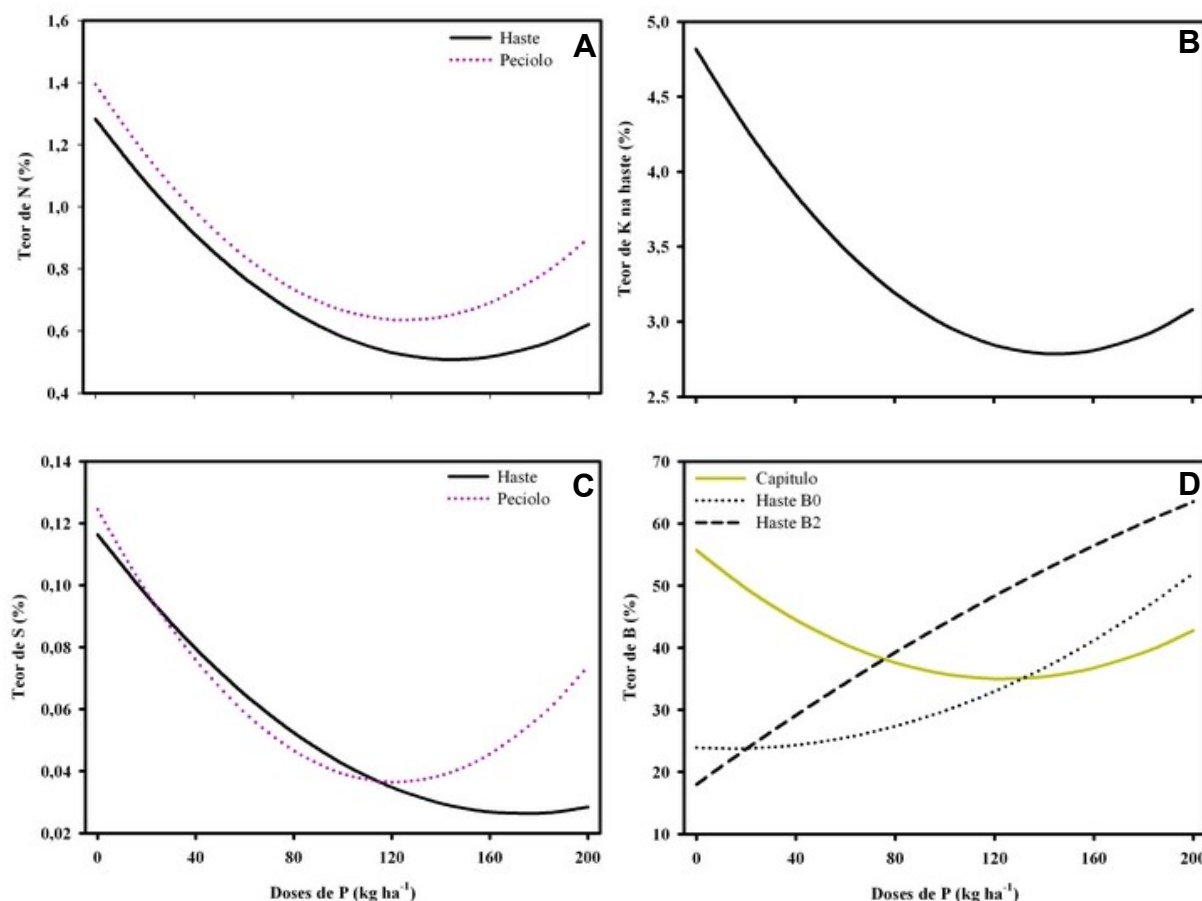 A
Haste
Peciolo
Teor de N (%)
1,6
1,4
1,2
1,0
0,8
0,6
0,4
B
Teor de K na haste (%)
5.0
4.5
4.0
3.5
3.0
2.5
C
Haste
Peciolo
Teor de S (%)
0,14
0,12
0,10
0,08
0,06
0,04
0,02
0 40 80 120 160 200
Doses de P (kg ha⁻¹)
D
Capitulo
Haste B0
Haste B2
Teor de B (%)
70
60
50
40
30
20
10
0 40 80 120 160 200
Doses de P (kg ha⁻¹)